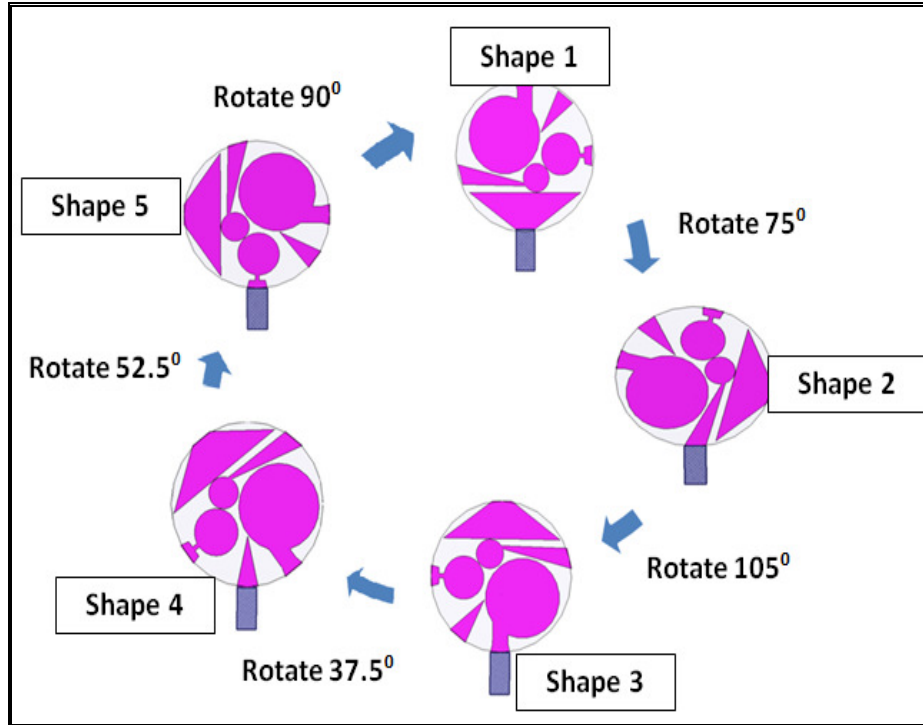 Shape 1
Rotate 90⁰
Rotate 75⁰
Shape 5
Rotate 52.5⁰
Shape 2
Rotate 105⁰
Shape 4
Rotate 37.5⁰
Shape 3